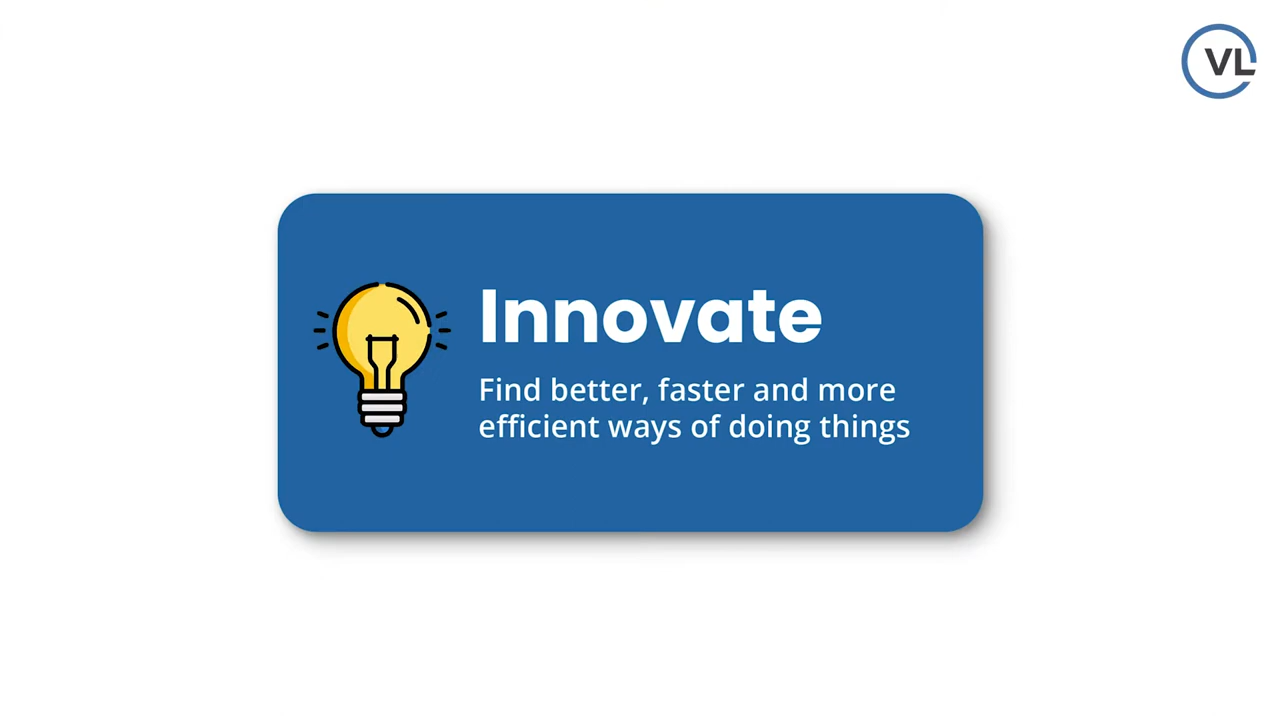 VL
Innovate
Find better, faster and more
efficient ways of doing things